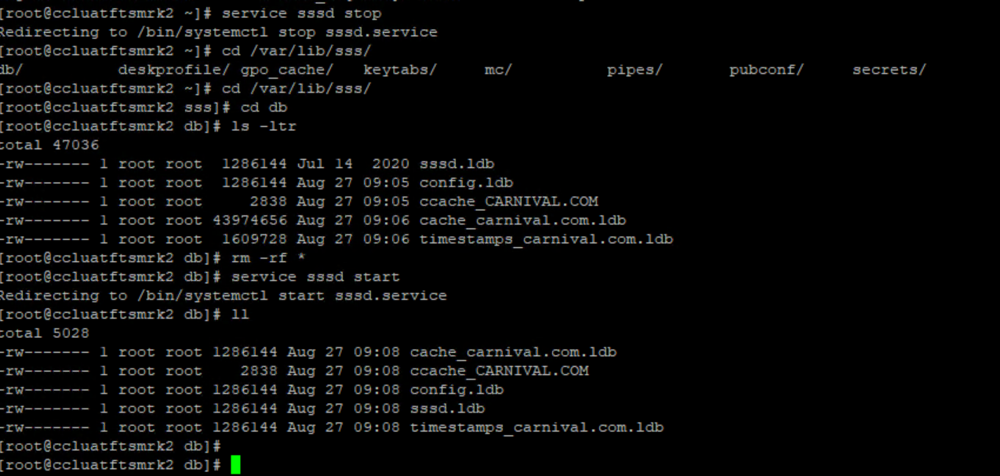 [root@ccluatftsmrk2 ~]# service sssd stop
Redirecting to /bin/systemctl stop sssd.service
[root@ccluatftsmrk2 ~]# cd /var/lib/sss/
db/ deskprofile/ gpo_cache/ keytabs/ mc/ pipes/ pubconf/ secrets/
[root@ccluatftsmrk2 ~]# cd /var/lib/sss/
[root@ccluatftsmrk2 sss]# cd db
[root@ccluatftsmrk2 db]# ls -ltr
total 47036
-rw------- 1 root root 1286144 Jul 14 2020 sssd.ldb
-rw------- 1 root root 1286144 Aug 27 09:05 config.ldb
-rw------- 1 root root 2838 Aug 27 09:05 ccache_CARNIVAL.COM
-rw------- 1 root root 43974656 Aug 27 09:06 cache_carnival.com.ldb
-rw------- 1 root root 1609728 Aug 27 09:06 timestamps_carnival.com.ldb
[root@ccluatftsmrk2 db]# rm -rf *
[root@ccluatftsmrk2 db]# service sssd start
Redirecting to /bin/systemctl start sssd.service
[root@ccluatftsmrk2 db]# ll
total 5028
-rw------- 1 root root 1286144 Aug 27 09:08 cache_carnival.com.ldb
-rw------- 1 root root 2838 Aug 27 09:08 ccache_CARNIVAL.COM
-rw------- 1 root root 1286144 Aug 27 09:08 config.ldb
-rw------- 1 root root 1286144 Aug 27 09:08 sssd.ldb
-rw------- 1 root root 1286144 Aug 27 09:08 timestamps_carnival.com.ldb
[root@ccluatftsmrk2 db]#
[root@ccluatftsmrk2 db]#